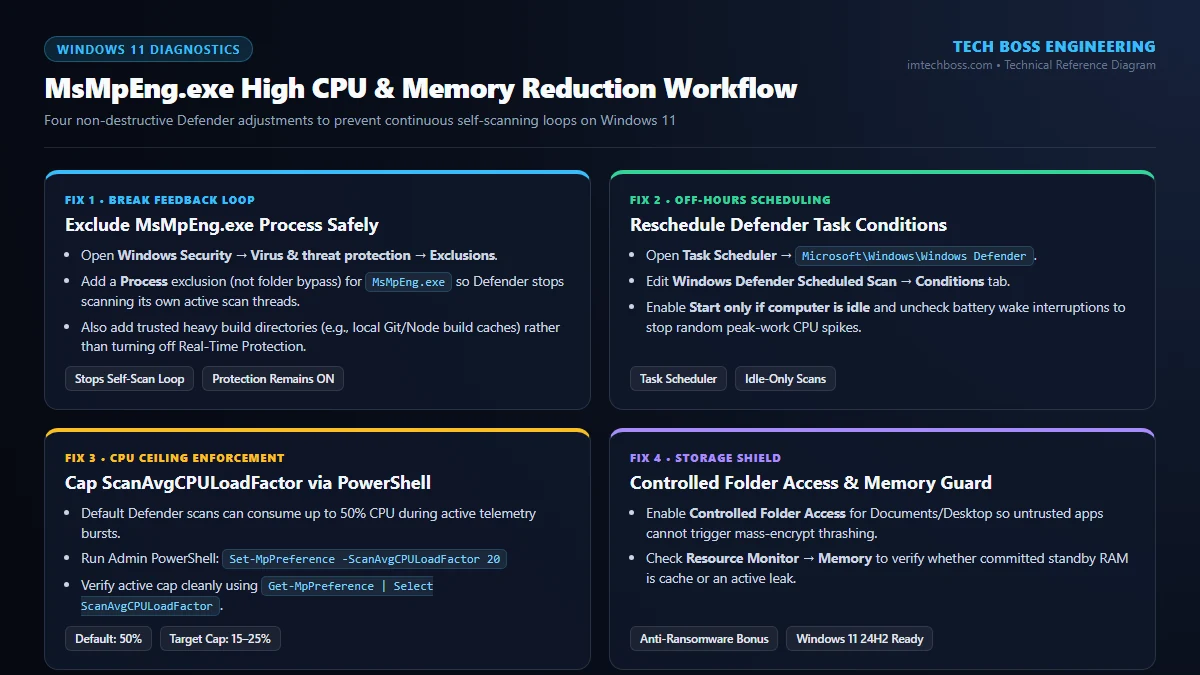 WINDOWS 11 DIAGNOSTICS
TECH BOSS ENGINEERING
imtechboss.com • Technical Reference Diagram
MsMpEng.exe High CPU & Memory Reduction Workflow
Four non-destructive Defender adjustments to prevent continuous self-scanning loops on Windows 11
FIX 1 • BREAK FEEDBACK LOOP
Exclude MsMpEng.exe Process Safely
• Open Windows Security → Virus & threat protection → Exclusions.
• Add a Process exclusion (not folder bypass) for MsMpEng.exe so Defender stops
scanning its own active scan threads.
• Also add trusted heavy build directories (e.g., local Git/Node build caches) rather
than turning off Real-Time Protection.
Stops Self-Scan Loop
Protection Remains ON
FIX 2 • OFF-HOURS SCHEDULING
Reschedule Defender Task Conditions
• Open Task Scheduler → Microsoft\Windows\Windows Defender.
• Edit Windows Defender Scheduled Scan → Conditions tab.
• Enable Start only if computer is idle and uncheck battery wake interruptions to
stop random peak-work CPU spikes.
Task Scheduler
Idle-Only Scans
FIX 3 • CPU CEILING ENFORCEMENT
Cap ScanAvgCPULoadFactor via PowerShell
• Default Defender scans can consume up to 50% CPU during active telemetry
bursts.
• Run Admin PowerShell: Set-MpPreference -ScanAvgCPULoadFactor 20
• Verify active cap cleanly using Get-MpPreference | Select
ScanAvgCPULoadFactor.
Default: 50%
Target Cap: 15–25%
FIX 4 • STORAGE SHIELD
Controlled Folder Access & Memory Guard
• Enable Controlled Folder Access for Documents/Desktop so untrusted apps
cannot trigger mass-encrypt thrashing.
• Check Resource Monitor → Memory to verify whether committed standby RAM
is cache or an active leak.
Anti-Ransomware Bonus
Windows 11 24H2 Ready